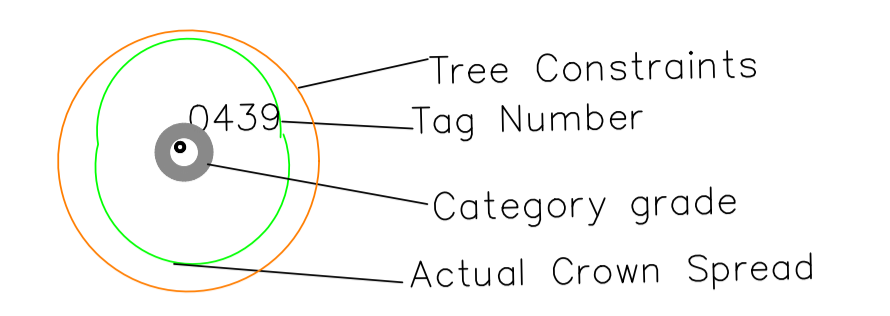 Tree Constraints
0439
Tag Number
Category grade
Actual Crown Spread